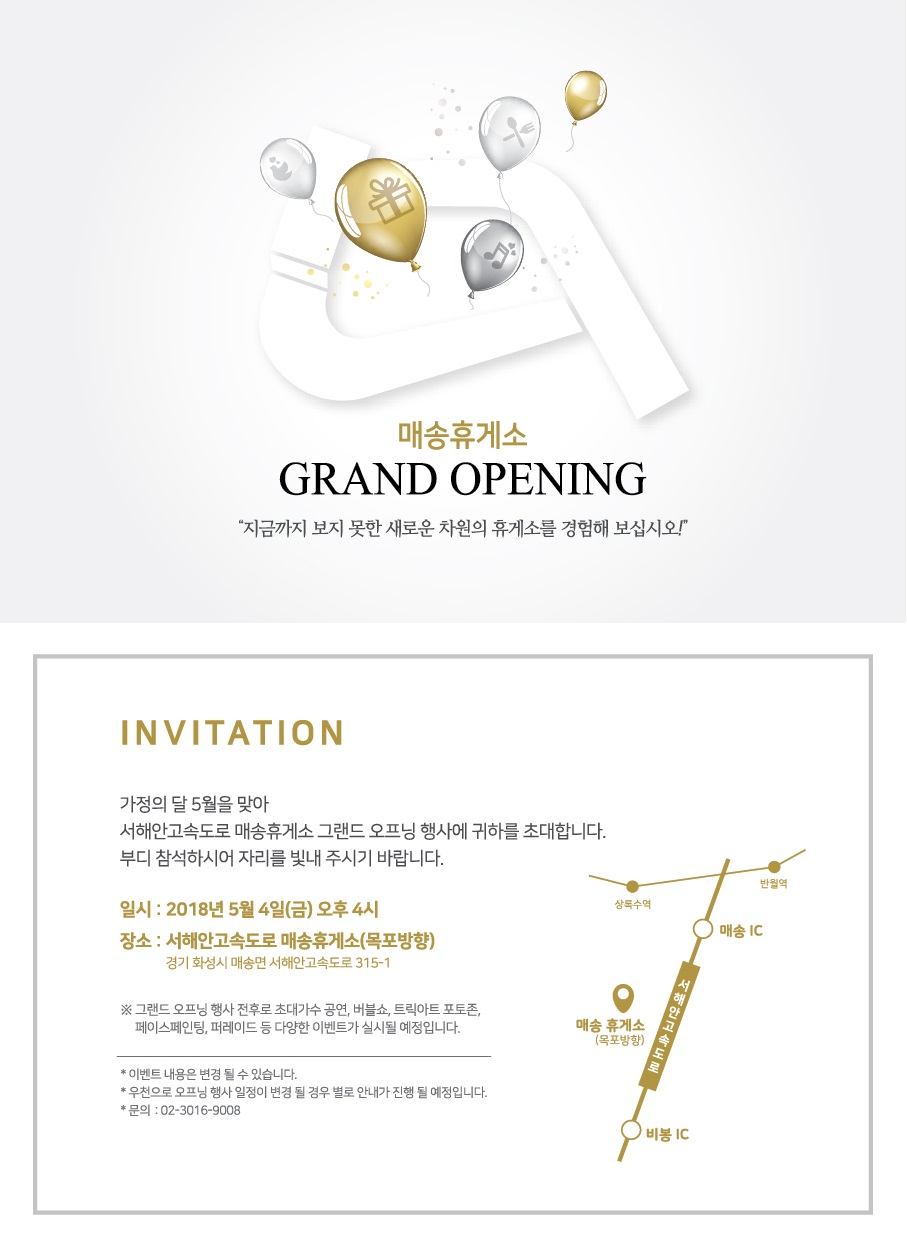 매송휴게소
GRAND OPENING
“지금까지 보지 못한 새로운 차원의 휴게소를 경험해 보십시오!”
INVITATION
가정의 달 5월을 맞아
서해안고속도로 매송휴게소 그랜드 오프닝 행사에 귀하를 초대합니다.
부디 참석하시어 자리를 빛내 주시기 바랍니다.
일시 : 2018년 5월 4일(금) 오후 4시
장소 : 서해안고속도로 매송휴게소(목포방향)
경기 화성시 매송면 서해안고속도로 315-1
※ 그랜드 오프닝 행사 전후로 초대가수 공연, 버블쇼, 트릭아트 포토존,
페이스페인팅, 퍼레이드 등 다양한 이벤트가 실시될 예정입니다.
* 이벤트 내용은 변경 될 수 있습니다.
* 우천으로 오프닝 행사 일정이 변경 될 경우 별로 안내가 진행 될 예정입니다.
* 문의 : 02-3016-9008
반월역
상록수역
매송 IC
서해안고속도로
매송 휴게소
(목포방향)
비봉 IC